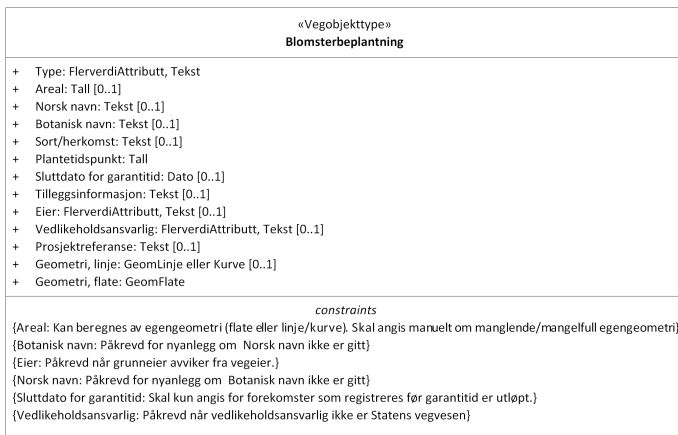 «Vegobjekttype»
Blomsterbeplantning
+ Type: FlerverdiAttributt, Tekst
+ Areal: Tall [0..1]
+ Norsk navn: Tekst [0..1]
+ Botanisk navn: Tekst [0..1]
+ Sort/herkomst: Tekst [0..1]
+ Plantetidspunkt: Tall
+ Sluttdato for garantitid: Dato [0..1]
+ Tilleggsinformasjon: Tekst [0..1]
+ Eier: FlerverdiAttributt, Tekst [0..1]
+ Vedlikeholdsansvarlig: FlerverdiAttributt, Tekst [0..1]
+ Prosjektreferanse: Tekst [0..1]
+ Geometri, linje: GeomLinje eller Kurve [0..1]
+ Geometri, flate: GeomFlate
constraints
{Areal: Kan beregnes av egengeometri (flate eller linje/kurve). Skal angis manuelt om manglende/mangelfull egengeometri}
{Botanisk navn: Påkrevd for nyanlegg om Norsk navn ikke er gitt}
{Eier: Påkrevd når grunneier avviker fra vegeier.}
{Norsk navn: Påkrevd for nyanlegg om Botanisk navn ikke er gitt}
{Sluttdato for garantitid: Skal kun angis for forekomster som registreres før garantitid er utløpt.}
{Vedlikeholdsansvarlig: Påkrevd når vedlikeholdsansvarlig ikke er Statens vegvesen}